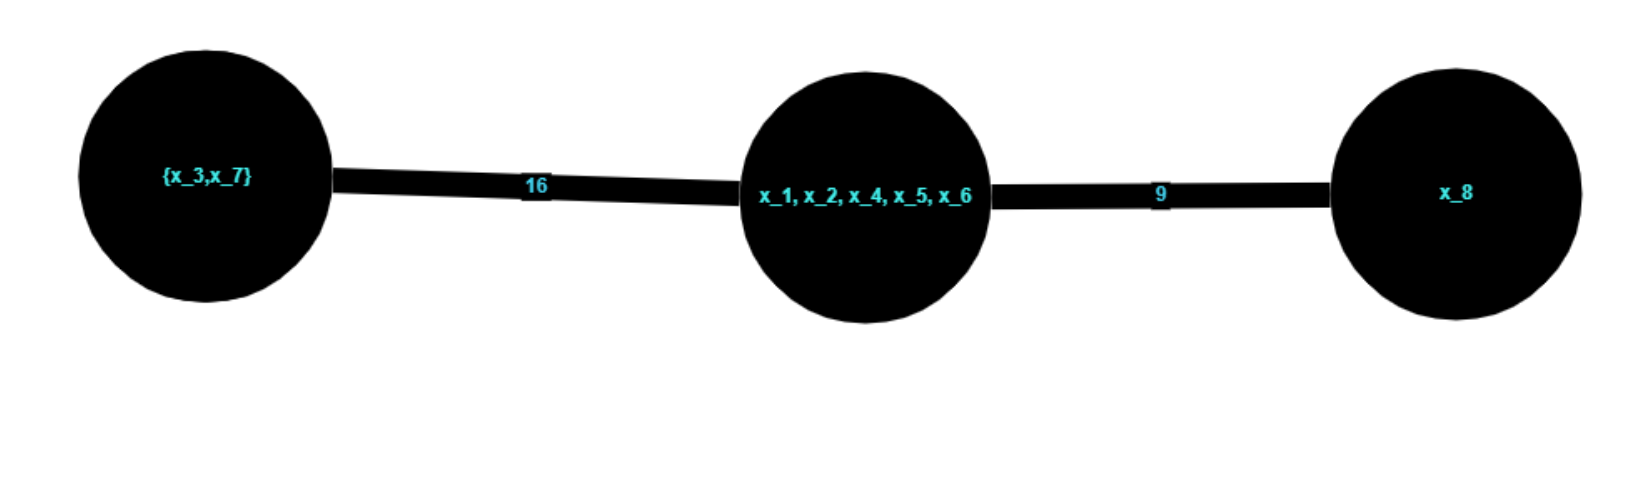 {x_3,x_7}
16
x_1, x_2, x_4, x_5, x_6
9
x_8